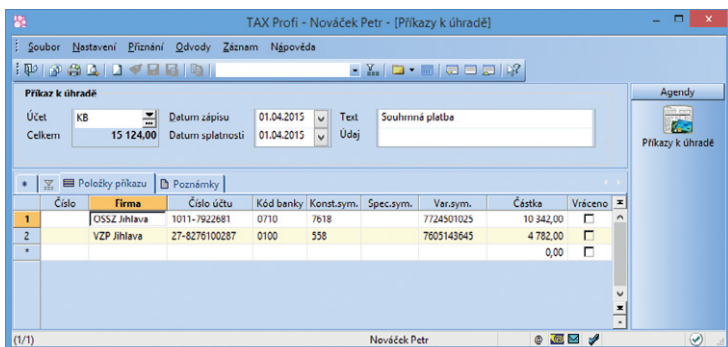 TAX Profi - Nováček Petr - [Příkazy k úhradě]
Soubor Nastavení Přiznání Odvody Záznam Nápověda
Příkaz k úhradě
Agendy
Účet KB Datum zápisu 01.04.2015 Text Souhrnná platba
Celkem 15 124,00 Datum splatnosti 01.04.2015 Údaj
Příkazy k úhradě
* Položky příkazu Poznámky
Číslo Firma Číslo účtu Kód banky Konst.sym. Spec.sym. Var.sym. Částka Vráceno
1 OSSZ Jihlava 1011-7922681 0710 7618 7724501025 10 342,00
2 VZP Jihlava 27-8276100287 0100 558 7605143645 4 782,00
* 0,00
(1/1) Nováček Petr @